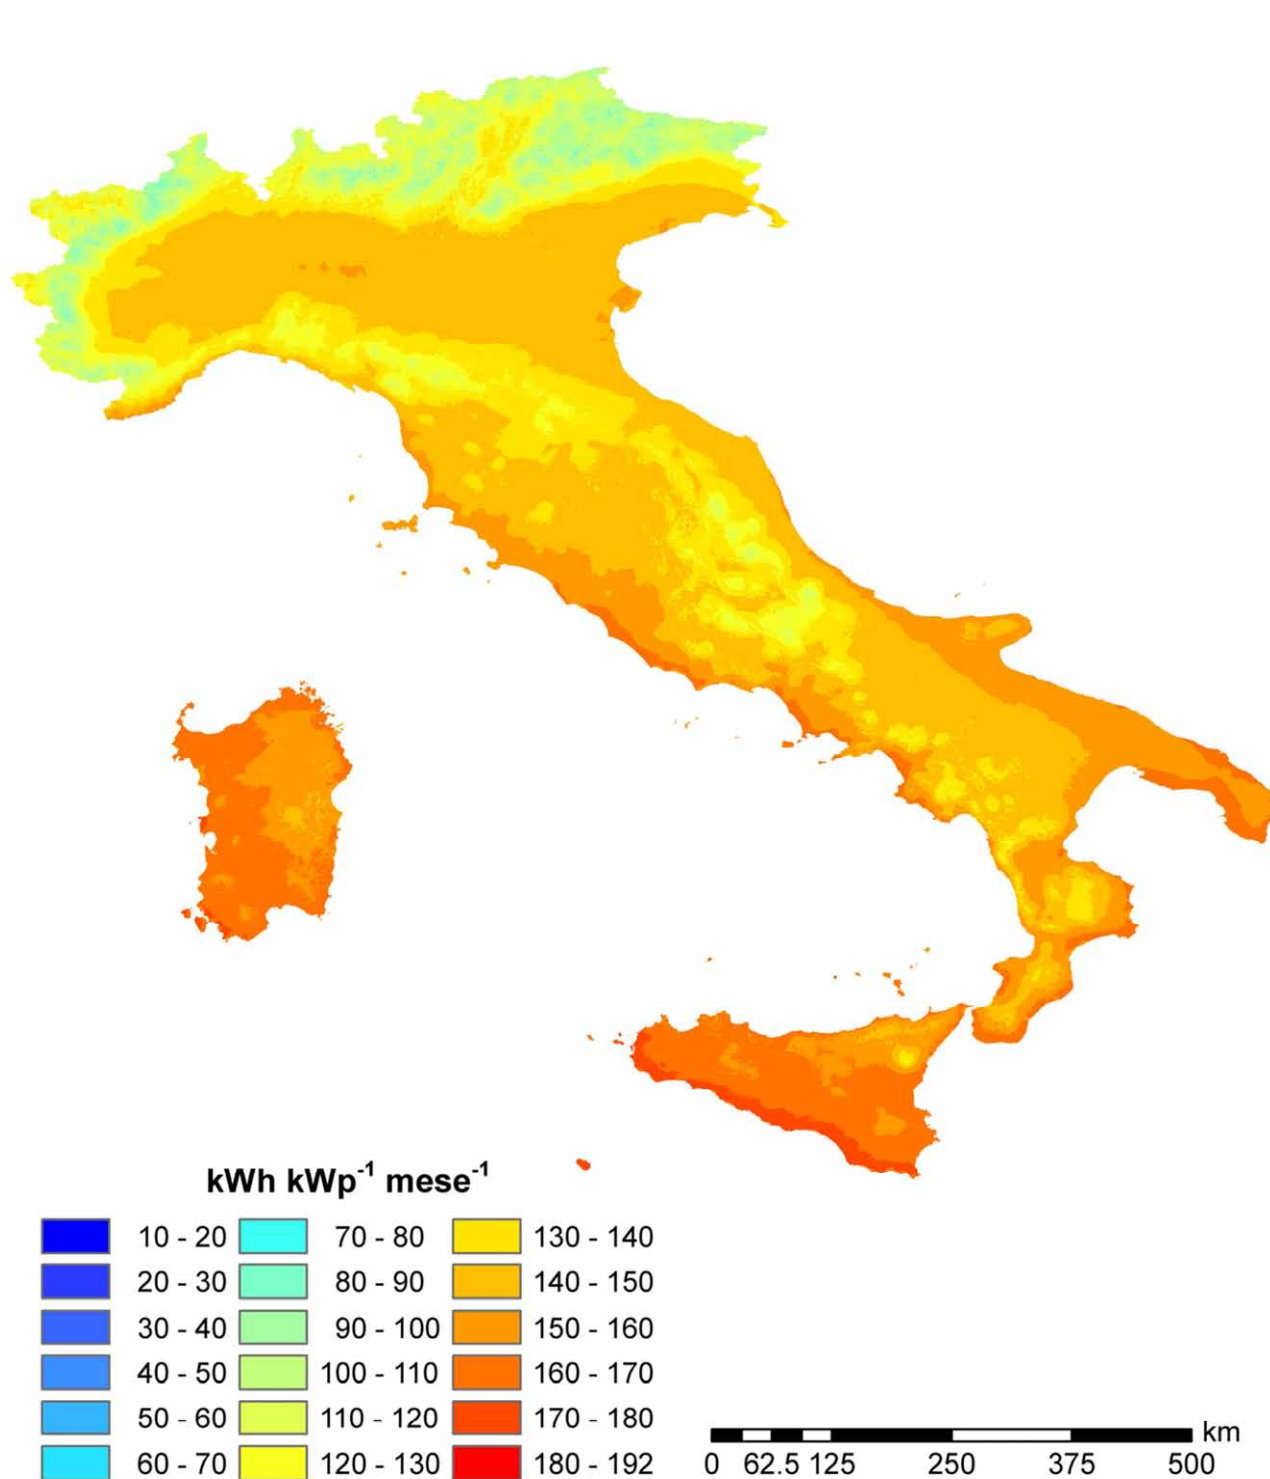 kWh kWp-1 mese-1
10 - 20 70 - 80 130 - 140
20 - 30 80 - 90 140 - 150
30 - 40 90 - 100 150 - 160
40 - 50 100 - 110 160 - 170
50 - 60 110 - 120 170 - 180
60 - 70 120 - 130 180 - 192
km
0 62.5 125 250 375 500